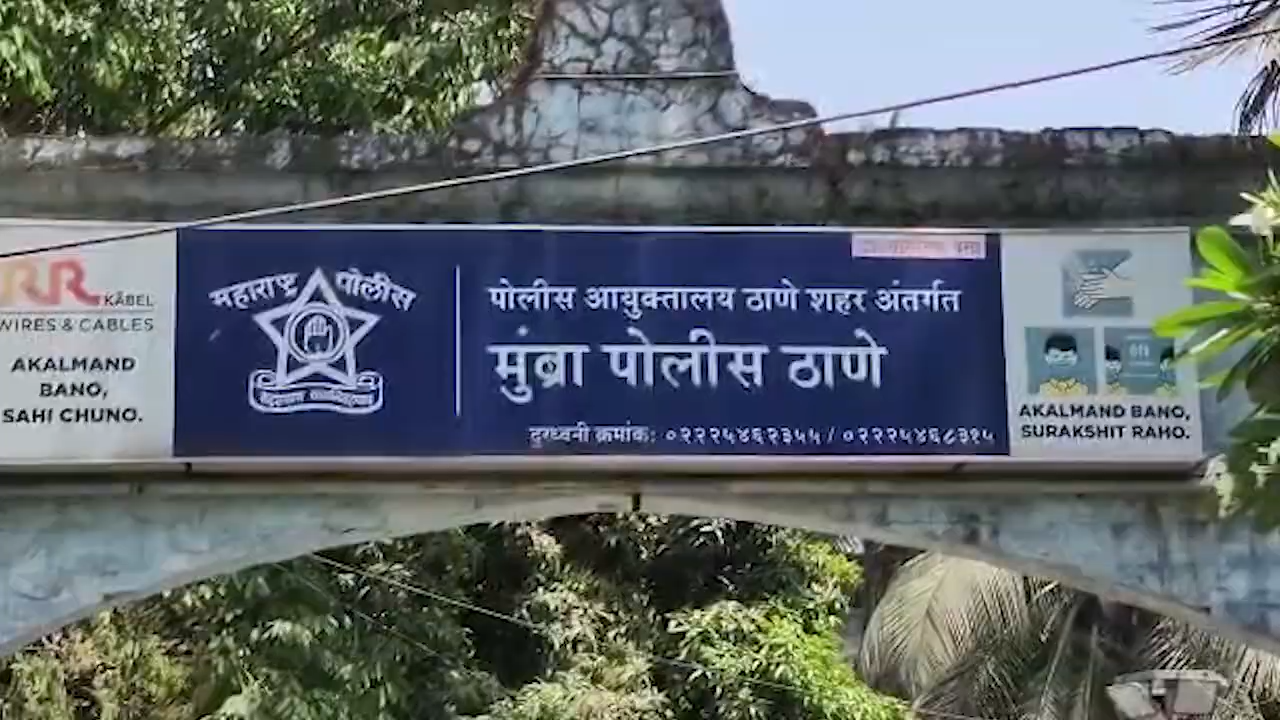 RR KABEL
WIRES & CABLES
AKALMAND
BANO,
SAHI CHUNO.
महाराष्ट्र पोलीस
पोलीस आयुक्तालय ठाणे शहर अंतर्गत
मुंब्रा पोलीस ठाणे
दुरध्वनी क्रमांक: ०२२२५४६२३५५ / ०२२२५४६८३१५
AKALMAND BANO,
SURAKSHIT RAHO.